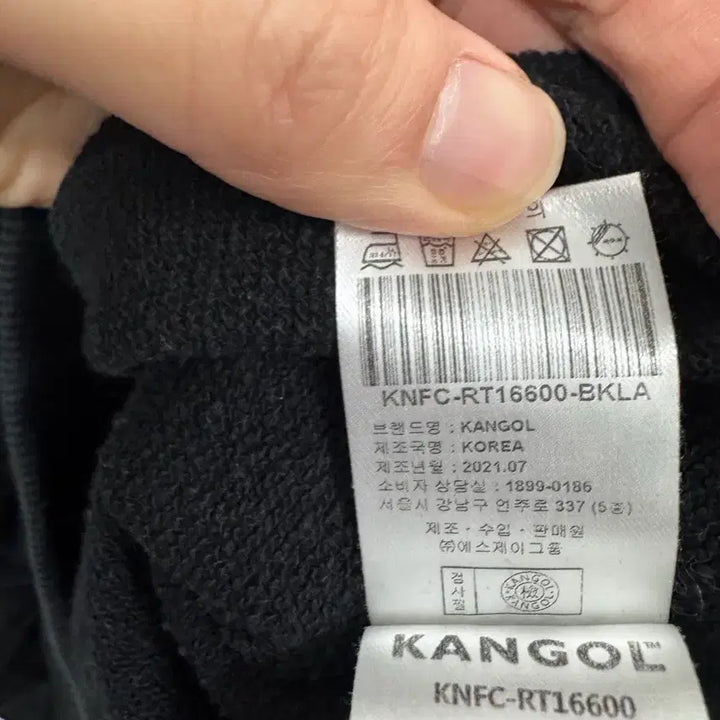 KNFC-RT16600-BKLA
브랜드명 : KANGOL
제조국명 : KOREA
제조년월 : 2021.07
소비자 상담실 : 1899-0186
서울시 강남구 언주로 337 (5층)
제조 · 수입 · 판매원
㈜에스제이그룹
검사필
KANGOL KANGOL
KANGOL™
KNFC-RT16600